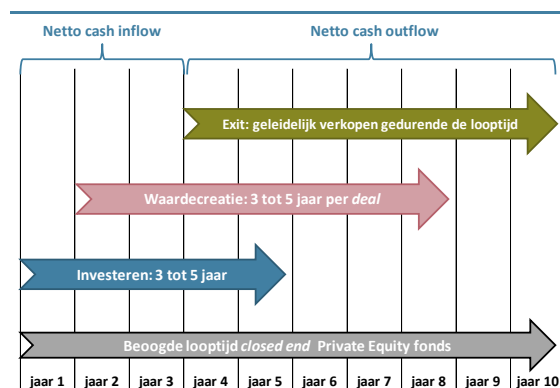 Netto cash inflow
Netto cash outflow
Exit: geleidelijk verkopen gedurende de looptijd
Waardecreatie: 3 tot 5 jaar per deal
Investeren: 3 tot 5 jaar
Beoogde looptijd closed end Private Equity fonds
jaar 1 jaar 2 jaar 3 jaar 4 jaar 5 jaar 6 jaar 7 jaar 8 jaar 9 jaar 10